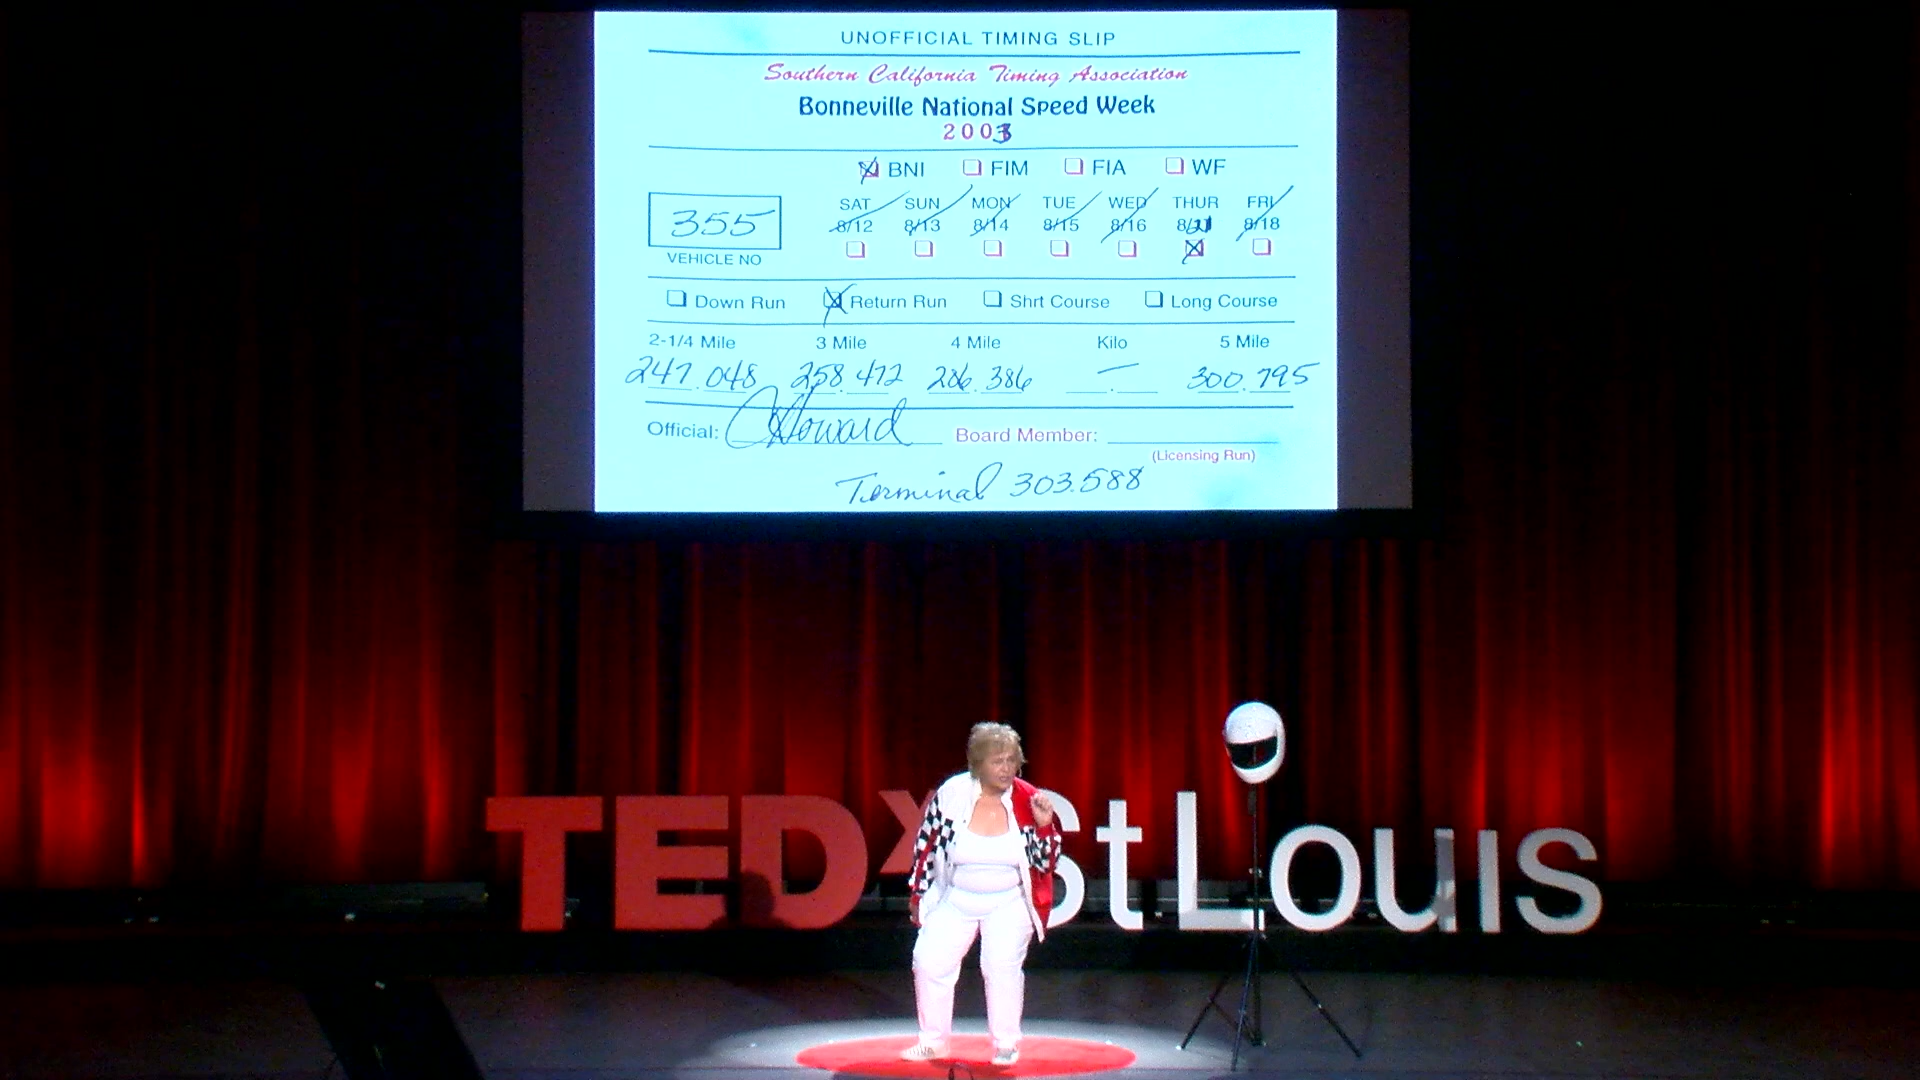 UNOFFICIAL TIMING SLIP
Southern California Timing Association
Bonneville National Speed Week
2003
BNI FIM FIA WF
SAT SUN MON TUE WED THUR FRI
355 8/12 8/13 8/14 8/15 8/16 8/21 8/18
VEHICLE NO
Down Run Return Run Shrt Course Long Course
2-1/4 Mile 3 Mile 4 Mile Kilo 5 Mile
247.048 258.472 286.386 — . 300.795
Official: Howard Board Member:
(Licensing Run)
Terminal 303.588
TEDxStLouis